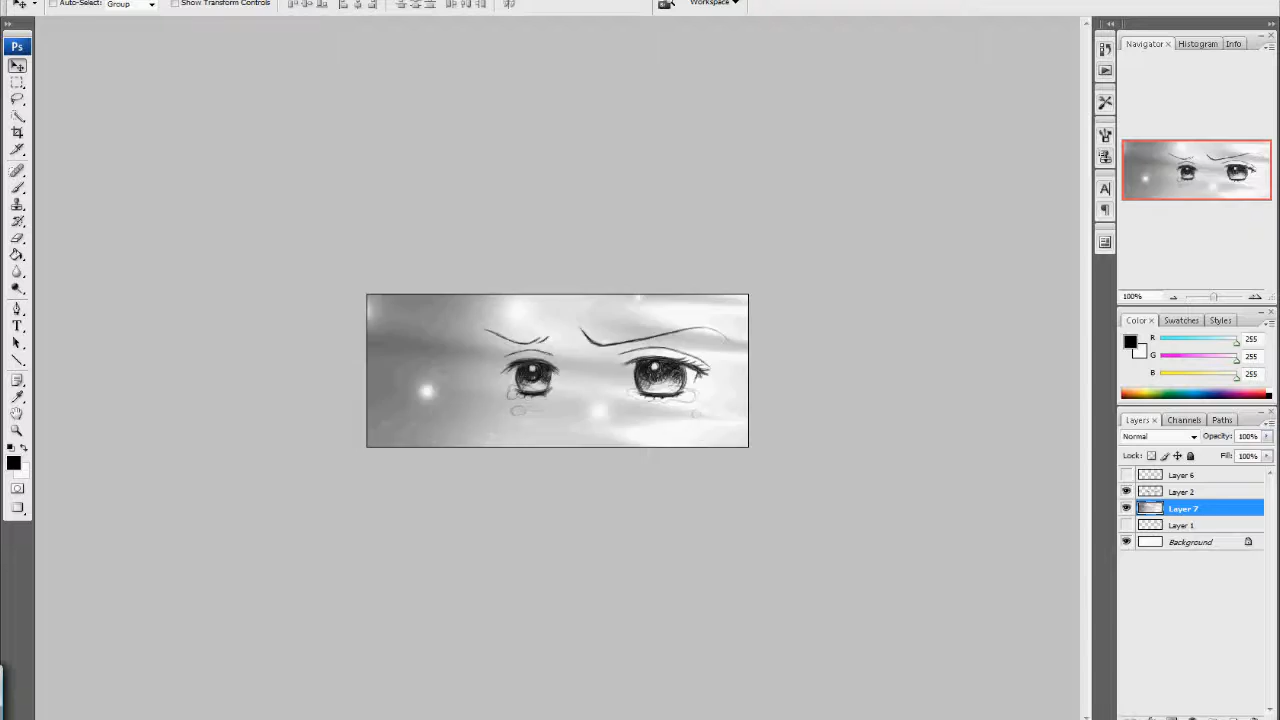 Auto-Select: Group Show Transform Controls Workspace
Ps
Navigator Histogram Info
100%
Color Swatches Styles
R 255
G 255
B 255
Layers Channels Paths
Normal Opacity: 100%
Lock: Fill: 100%
Layer 6
Layer 2
Layer 7
Layer 1
Background
T
A